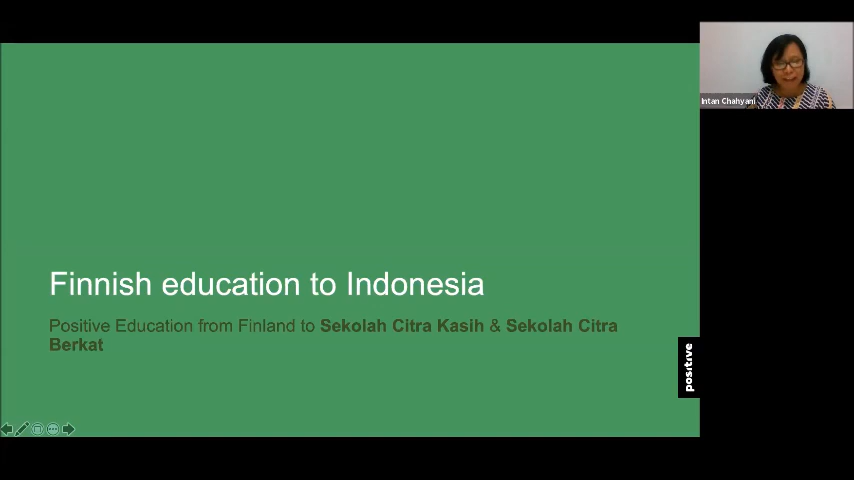 Intan Chahyani
Finnish education to Indonesia
Positive Education from Finland to Sekolah Citra Kasih & Sekolah Citra
Berkat
positive